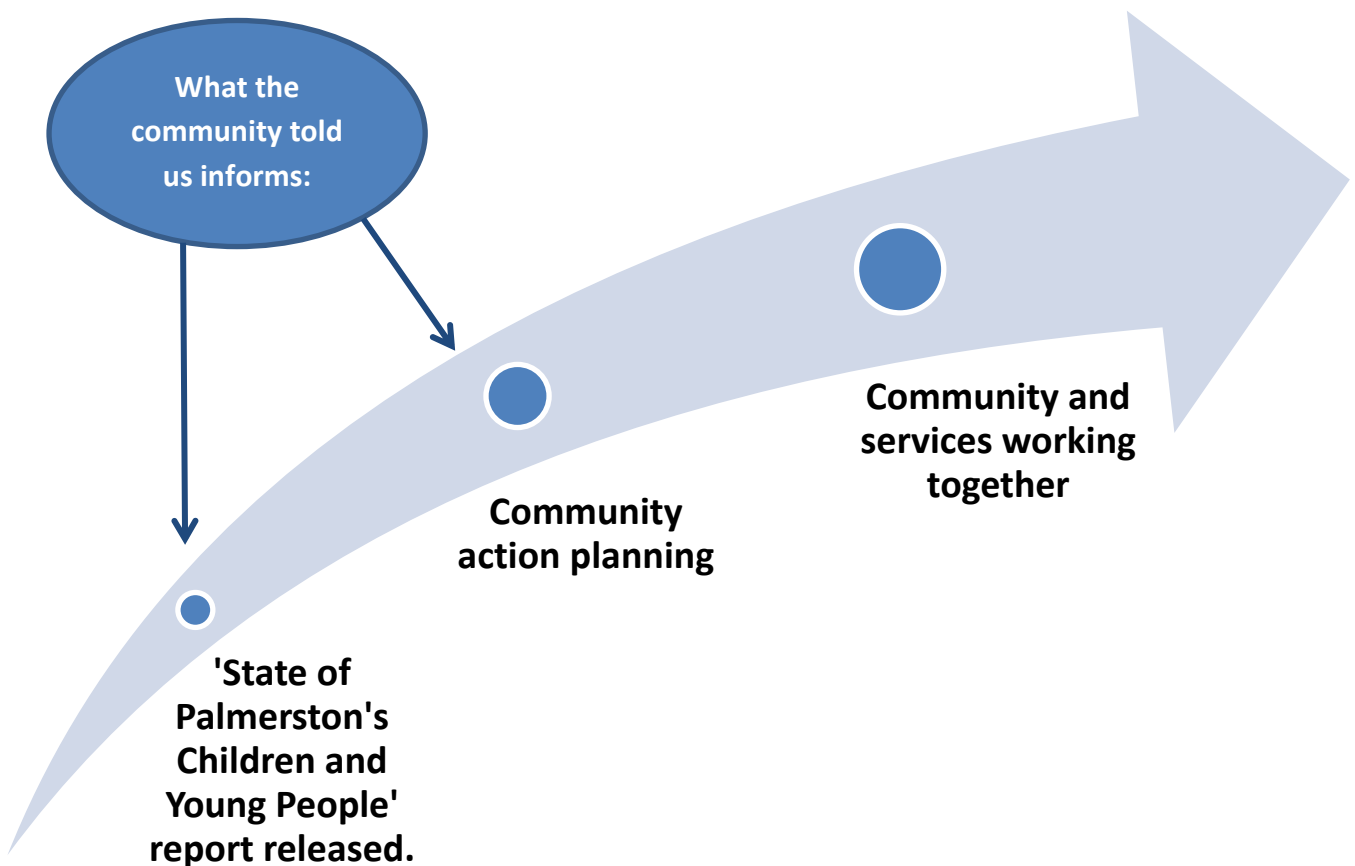 What the
community told
us informs:
Community and
services working
together
Community
action planning
'State of
Palmerston's
Children and
Young People'
report released.